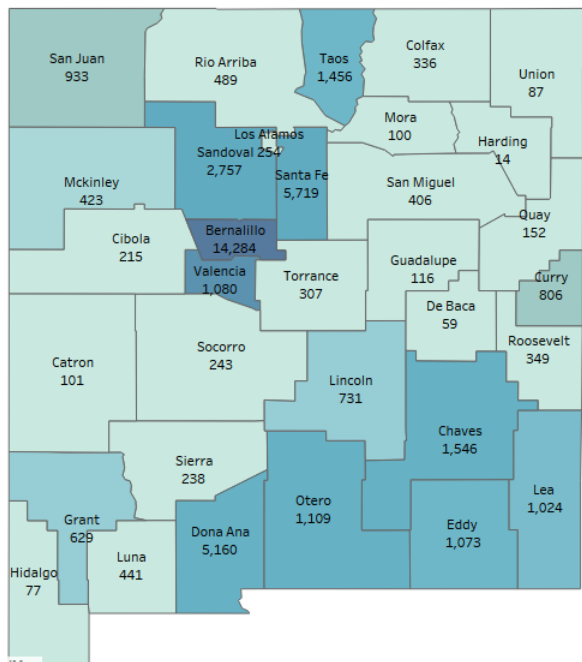 San Juan
933
Rio Arriba
489
Taos
1,456
Colfax
336
Union
87
Mora
100
Harding
14
Los Alamos
254
Sandoval
2,757
Santa Fe
5,719
San Miguel
406
Mckinley
423
Quay
152
Cibola
215
Bernalillo
14,284
Valencia
1,080
Torrance
307
Guadalupe
116
Curry
806
De Baca
59
Roosevelt
349
Catron
101
Socorro
243
Lincoln
731
Chaves
1,546
Sierra
238
Lea
1,024
Grant
629
Dona Ana
5,160
Otero
1,109
Eddy
1,073
Luna
441
Hidalgo
77